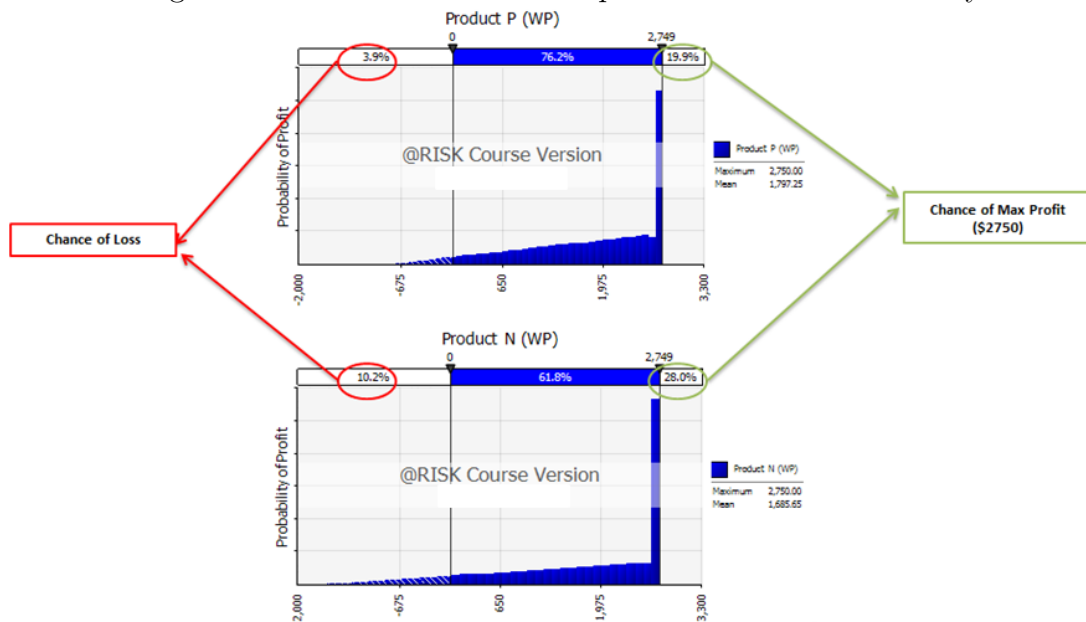 Product P (WP)
0 2,749
3.9% 76.2% 19.9%
Probability of Profit
@RISK Course Version
Product P (WP)
Maximum 2,750.00
Mean 1,797.25
-2,000 -675 650 1,975 3,300
Chance of Loss
Chance of Max Profit
($2750)
Product N (WP)
0 2,749
10.2% 61.8% 28.0%
Probability of Profit
@RISK Course Version
Product N (WP)
Maximum 2,750.00
Mean 1,685.65
2,000 -675 650 1,975 3,300